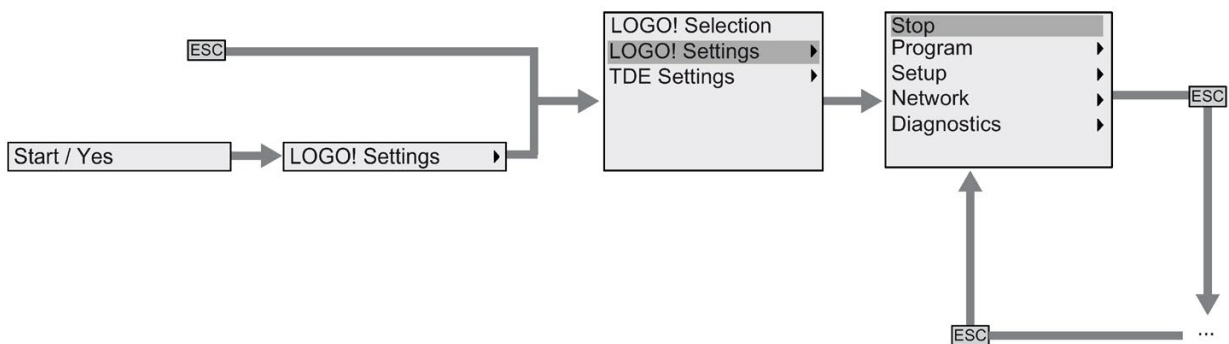 ESC
Start / Yes
LOGO! Settings
LOGO! Selection
LOGO! Settings
TDE Settings
Stop
Program
Setup
Network
Diagnostics
ESC
ESC
...